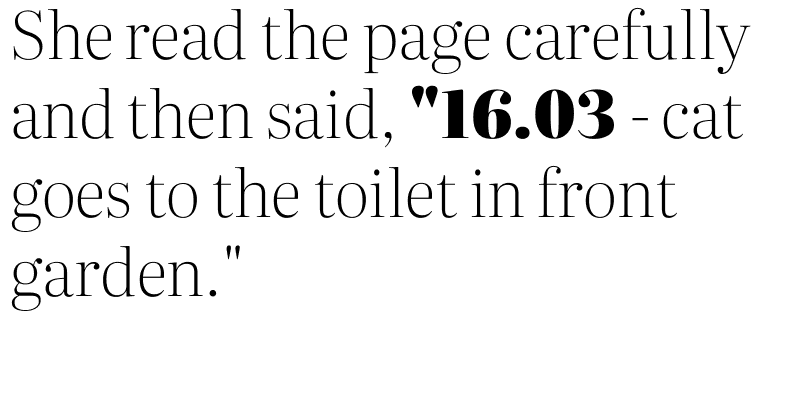 She read the page carefully
and then said, "16.03 - cat
goes to the toilet in front
garden."